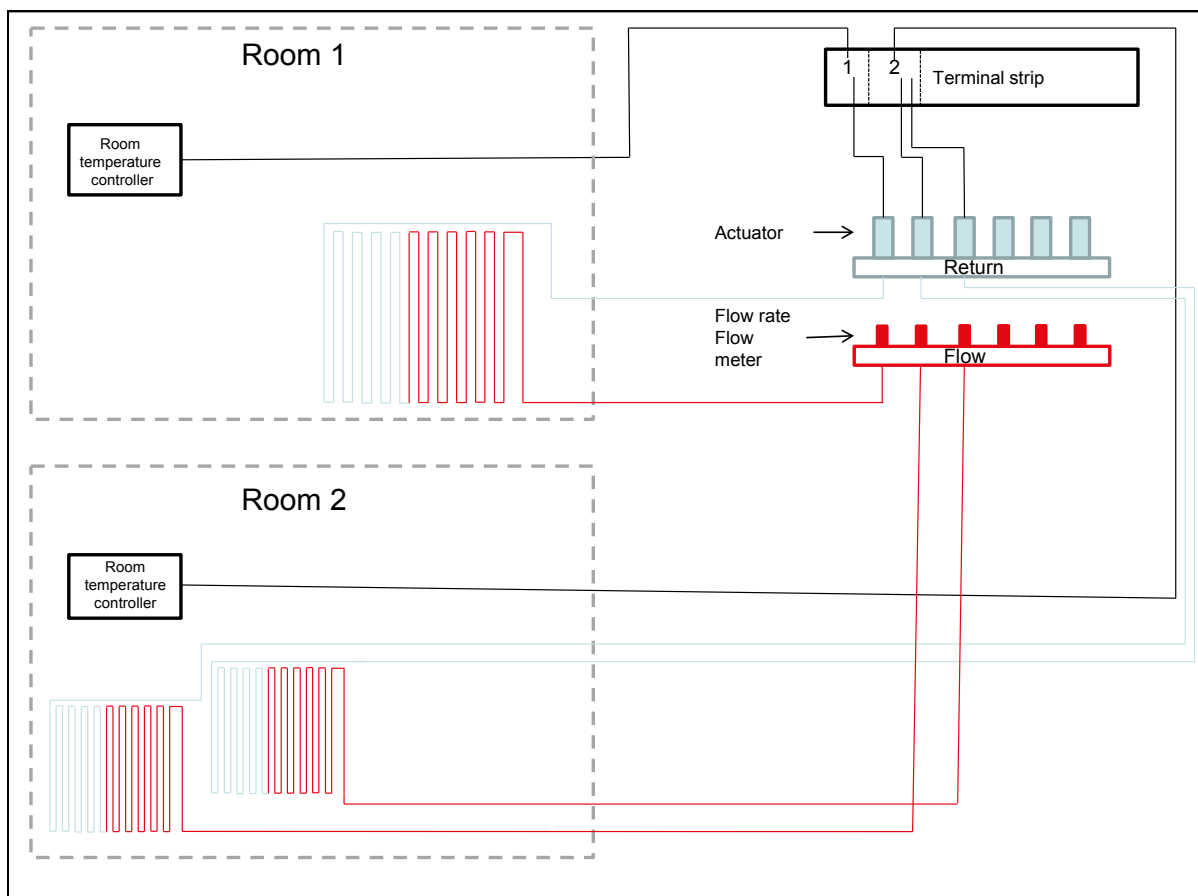 Room 1
Room
temperature
controller
1
2
Terminal strip
Actuator
Return
Flow rate
Flow
meter
Flow
Room 2
Room
temperature
controller